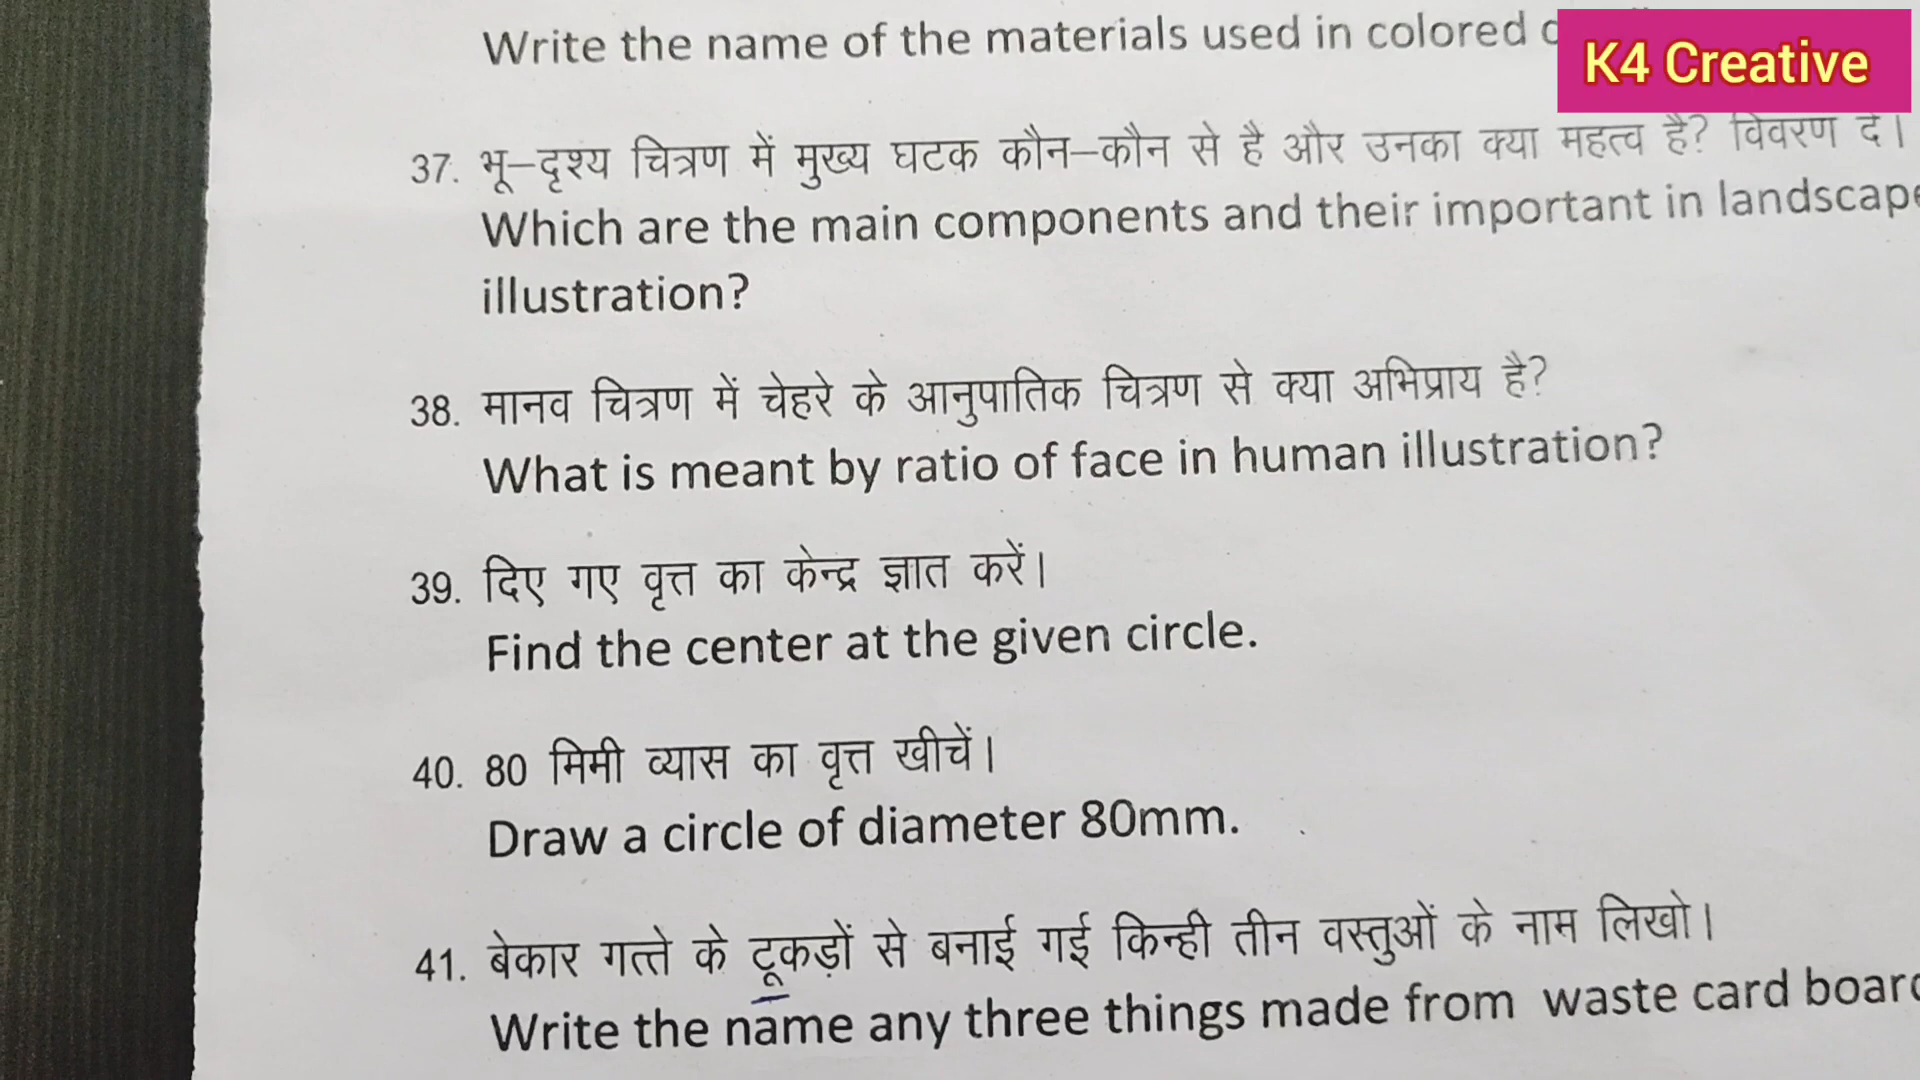 Write the name of the materials used in colored
K4 Creative
37. भू–दृश्य चित्रण में मुख्य घटक कौन–कौन से है और उनका क्या महत्व है? विवरण दें।
Which are the main components and their important in landscape
illustration?
38. मानव चित्रण में चेहरे के आनुपातिक चित्रण से क्या अभिप्राय है?
What is meant by ratio of face in human illustration?
39. दिए गए वृत्त का केन्द्र ज्ञात करें।
Find the center at the given circle.
40. 80 मिमी व्यास का वृत्त खीचें।
Draw a circle of diameter 80mm.
41. बेकार गत्ते के टूकड़ों से बनाई गई किन्ही तीन वस्तुओं के नाम लिखो।
Write the name any three things made from waste card board